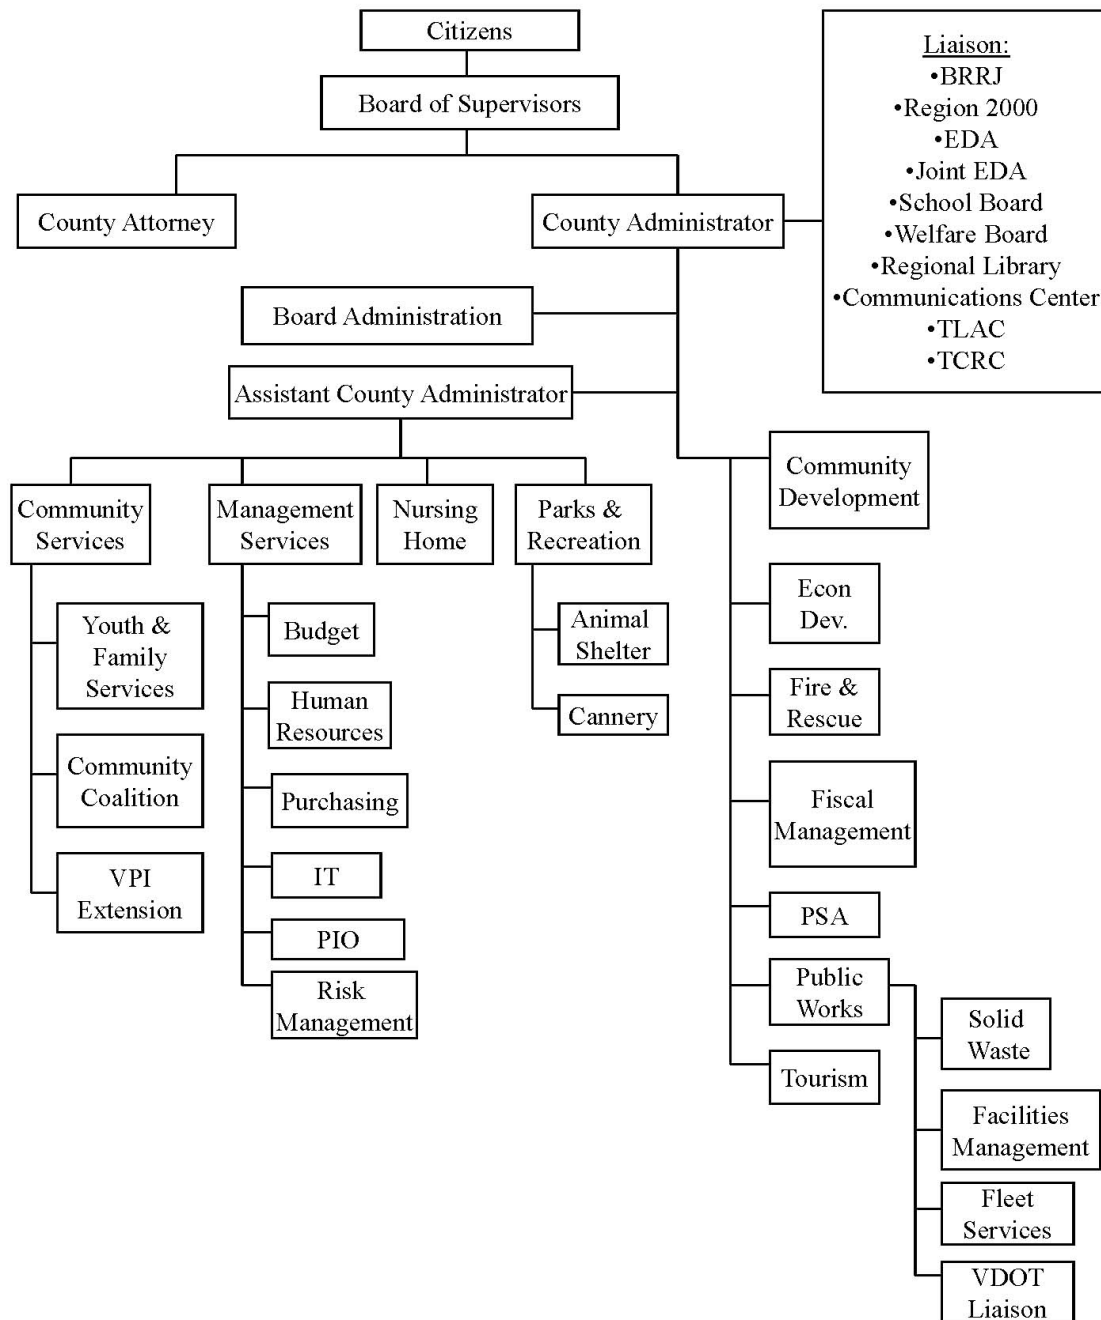 Citizens
Board of Supervisors
County Attorney
County Administrator
Liaison:
•BRRJ
•Region 2000
•EDA
•Joint EDA
•School Board
•Welfare Board
•Regional Library
•Communications Center
•TLAC
•TCRC
Board Administration
Assistant County Administrator
Community
Services
Youth &
Family
Services
Community
Coalition
VPI
Extension
Management
Services
Budget
Human
Resources
Purchasing
IT
PIO
Risk
Management
Nursing
Home
Parks &
Recreation
Animal
Shelter
Cannery
Community
Development
Econ
Dev.
Fire &
Rescue
Fiscal
Management
PSA
Public
Works
Solid
Waste
Facilities
Management
Fleet
Services
VDOT
Liaison
Tourism